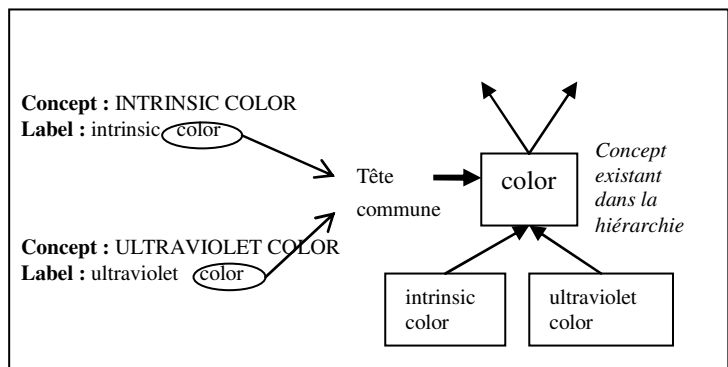 Concept : INTRINSIC COLOR
Label : intrinsic color
Tête
commune
color
Concept
existant
dans la
hiérarchie
Concept : ULTRAVIOLET COLOR
Label : ultraviolet color
intrinsic
color
ultraviolet
color